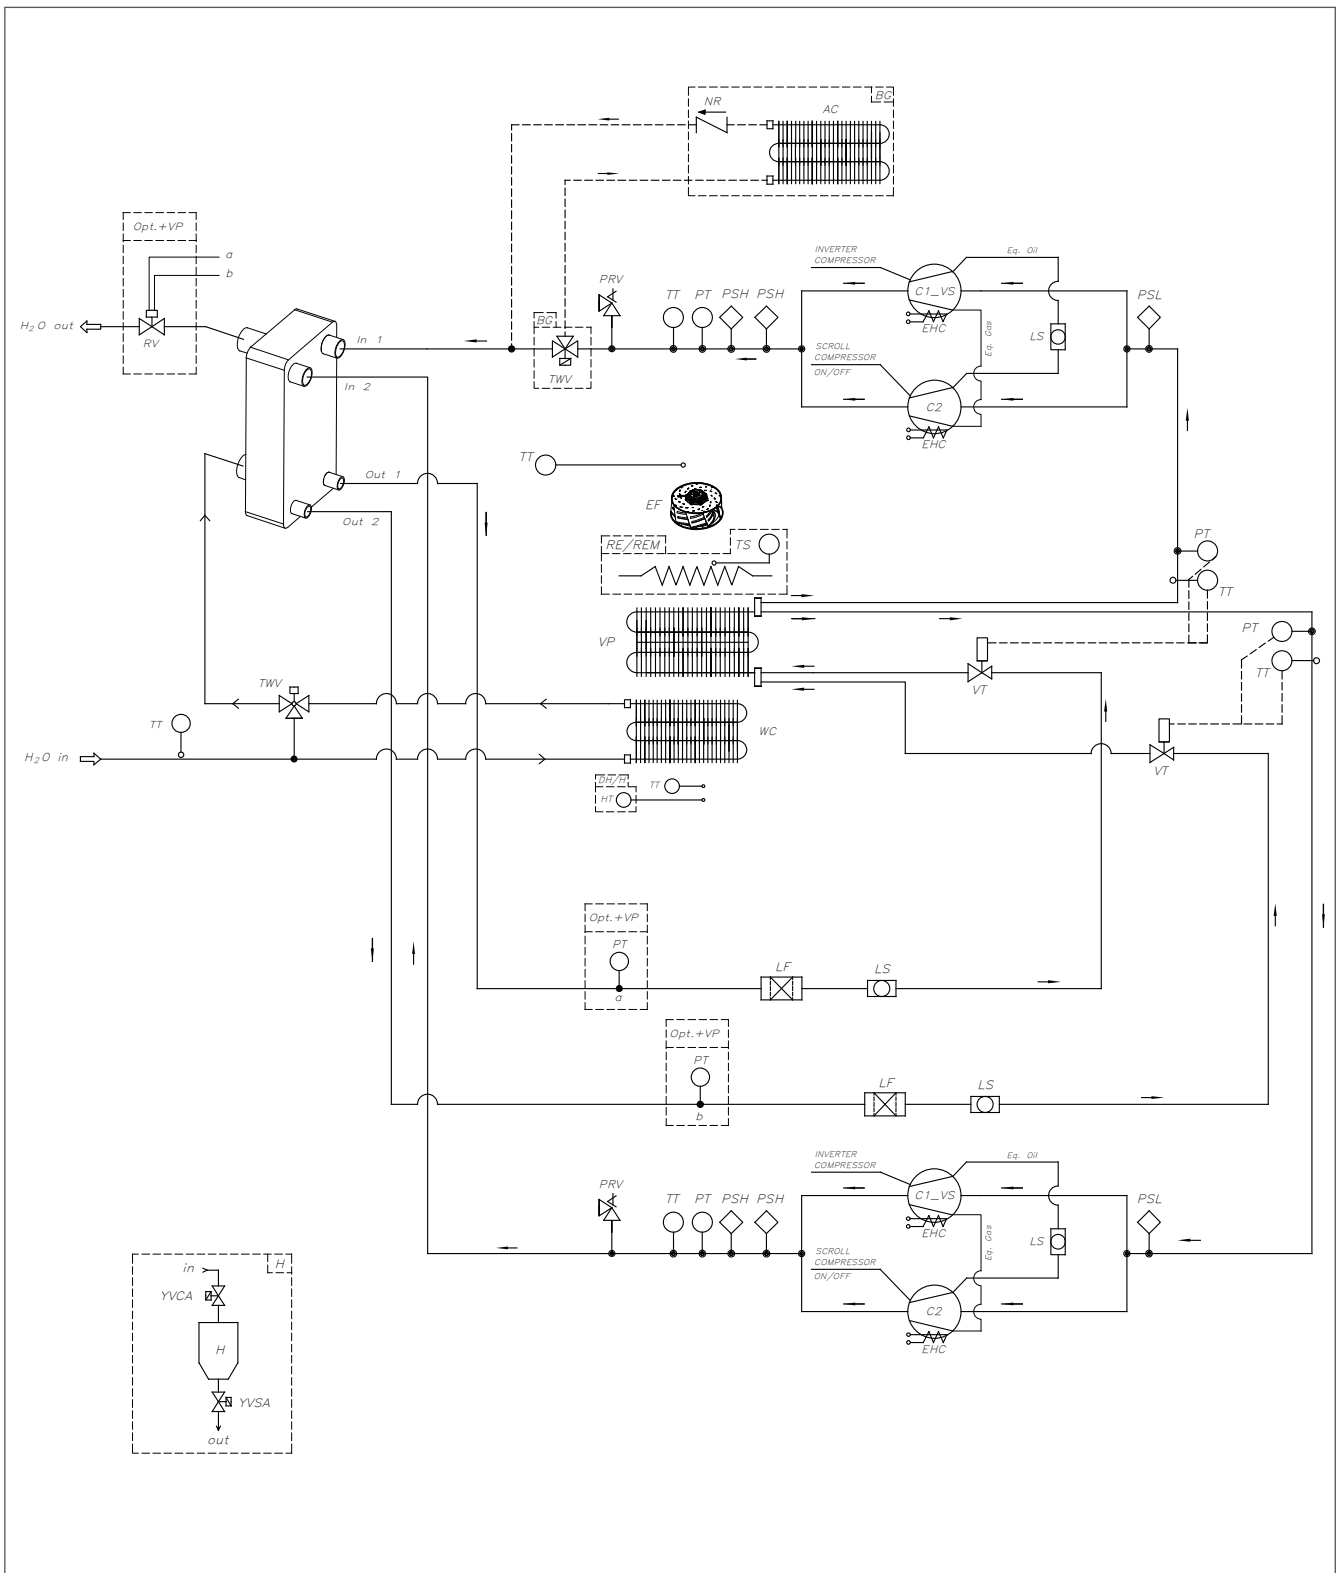 NR
AC
BG
Opt.+VP
a
b
H2O out
RV
In 1
In 2
BG
TWV
PRV
TT
PT
PSH
PSH
INVERTER
COMPRESSOR
C1_VS
EHC
Eq. Oil
Eq. Gas
LS
PSL
SCROLL
COMPRESSOR
ON/OFF
C2
EHC
Out 1
Out 2
TT
EF
RE/REM
TS
PT
TT
VP
PT
TT
VT
VT
TWV
TT
WC
H2O in
DH/H
HT
TT
Opt.+VP
PT
a
LF
LS
Opt.+VP
PT
b
LF
LS
PRV
TT
PT
PSH
PSH
INVERTER
COMPRESSOR
C1_VS
EHC
Eq. Oil
Eq. Gas
LS
PSL
SCROLL
COMPRESSOR
ON/OFF
C2
EHC
in
H
YVCA
H
YVSA
out